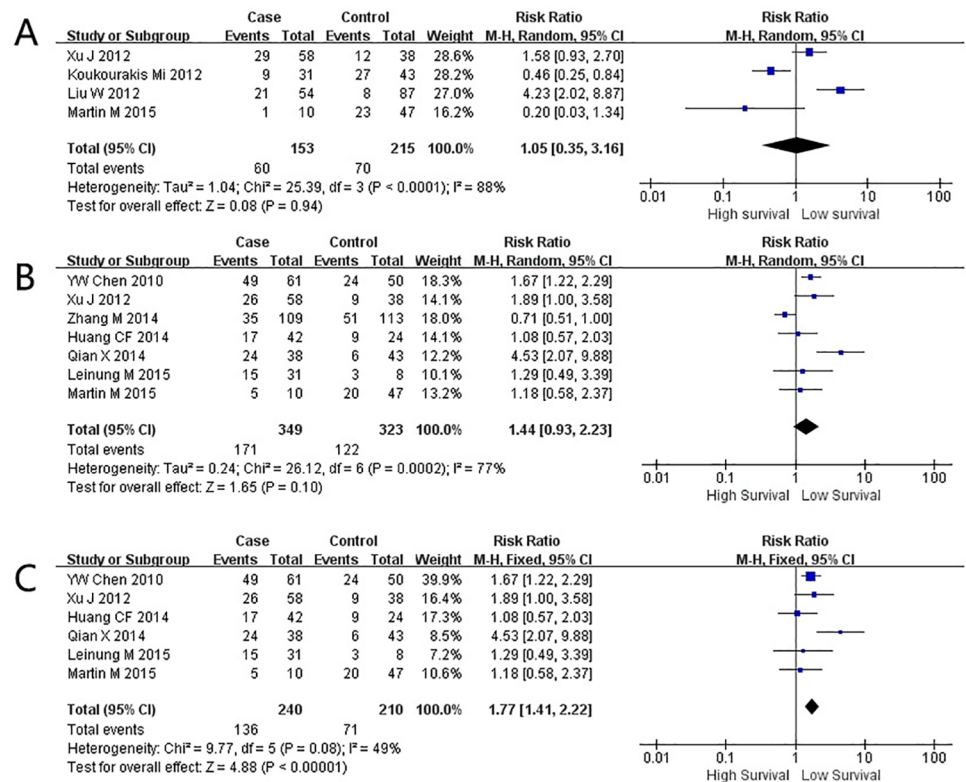 A
Case Control Risk Ratio Risk Ratio
Study or Subgroup Events Total Events Total Weight M-H, Random, 95% CI M-H, Random, 95% CI
Xu J 2012 29 58 12 38 28.6% 1.58 [0.93, 2.70]
Koukourakis Mi 2012 9 31 27 43 28.2% 0.46 [0.25, 0.84]
Liu W 2012 21 54 8 87 27.0% 4.23 [2.02, 8.87]
Martin M 2015 1 10 23 47 16.2% 0.20 [0.03, 1.34]
Total (95% CI) 153 215 100.0% 1.05 [0.35, 3.16]
Total events 60 70
Heterogeneity: Tau² = 1.04; Chi² = 25.39, df = 3 (P < 0.0001); I² = 88%
Test for overall effect: Z = 0.08 (P = 0.94)
0.01 0.1 1 10 100
High survival Low survival
B
Case Control Risk Ratio Risk Ratio
Study or Subgroup Events Total Events Total Weight M-H, Random, 95% CI M-H, Random, 95% CI
YW Chen 2010 49 61 24 50 18.3% 1.67 [1.22, 2.29]
Xu J 2012 26 58 9 38 14.1% 1.89 [1.00, 3.58]
Zhang M 2014 35 109 51 113 18.0% 0.71 [0.51, 1.00]
Huang CF 2014 17 42 9 24 14.1% 1.08 [0.57, 2.03]
Qian X 2014 24 38 6 43 12.2% 4.53 [2.07, 9.88]
Leinung M 2015 15 31 3 8 10.1% 1.29 [0.49, 3.39]
Martin M 2015 5 10 20 47 13.2% 1.18 [0.58, 2.37]
Total (95% CI) 349 323 100.0% 1.44 [0.93, 2.23]
Total events 171 122
Heterogeneity: Tau² = 0.24; Chi² = 26.12, df = 6 (P = 0.0002); I² = 77%
Test for overall effect: Z = 1.65 (P = 0.10)
0.01 0.1 1 10 100
High Survival Low Survival
C
Case Control Risk Ratio Risk Ratio
Study or Subgroup Events Total Events Total Weight M-H, Fixed, 95% CI M-H, Fixed, 95% CI
YW Chen 2010 49 61 24 50 39.9% 1.67 [1.22, 2.29]
Xu J 2012 26 58 9 38 16.4% 1.89 [1.00, 3.58]
Huang CF 2014 17 42 9 24 17.3% 1.08 [0.57, 2.03]
Qian X 2014 24 38 6 43 8.5% 4.53 [2.07, 9.88]
Leinung M 2015 15 31 3 8 7.2% 1.29 [0.49, 3.39]
Martin M 2015 5 10 20 47 10.6% 1.18 [0.58, 2.37]
Total (95% CI) 240 210 100.0% 1.77 [1.41, 2.22]
Total events 136 71
Heterogeneity: Chi² = 9.77, df = 5 (P = 0.08); I² = 49%
Test for overall effect: Z = 4.88 (P < 0.00001)
0.01 0.1 1 10 100
High Survival Low Survival